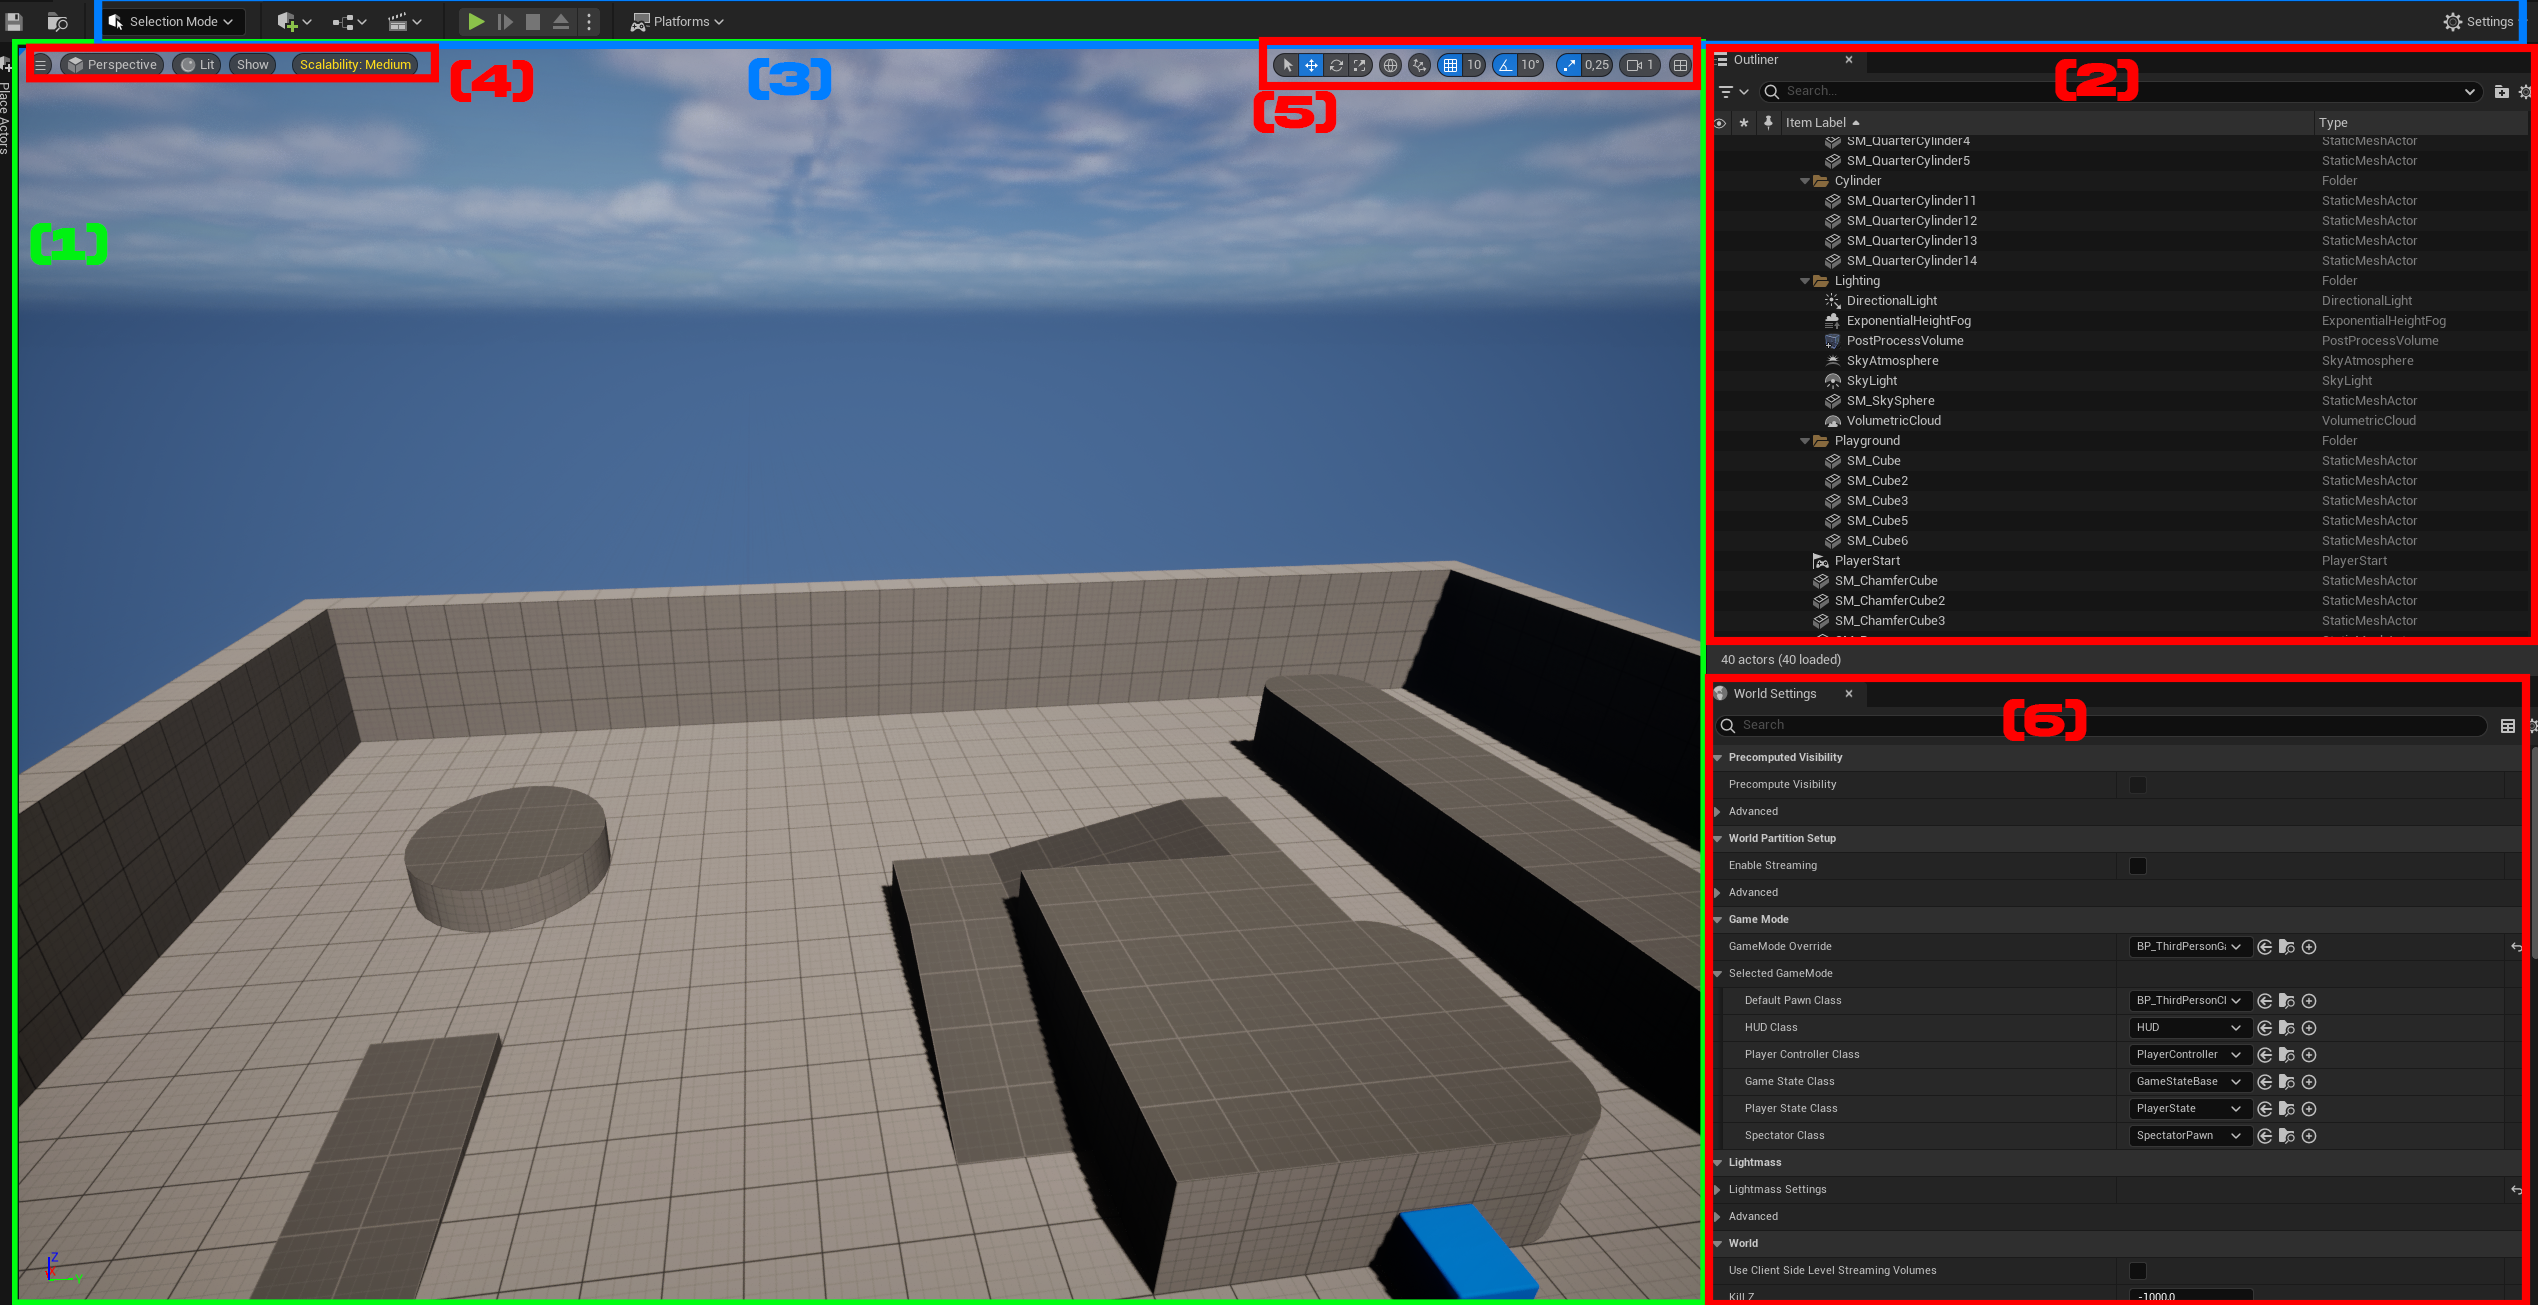 Selection Mode
Platforms
Settings
Perspective
Lit
Show
Scalability: Medium
(4)
(3)
10
10°
0,25
1
(5)
(1)
Place Actors
Outliner
(2)
Search...
Item Label
Type
SM_QuarterCylinder4 StaticMeshActor
SM_QuarterCylinder5 StaticMeshActor
Cylinder Folder
SM_QuarterCylinder11 StaticMeshActor
SM_QuarterCylinder12 StaticMeshActor
SM_QuarterCylinder13 StaticMeshActor
SM_QuarterCylinder14 StaticMeshActor
Lighting Folder
DirectionalLight DirectionalLight
ExponentialHeightFog ExponentialHeightFog
PostProcessVolume PostProcessVolume
SkyAtmosphere SkyAtmosphere
SkyLight SkyLight
SM_SkySphere StaticMeshActor
VolumetricCloud VolumetricCloud
Playground Folder
SM_Cube StaticMeshActor
SM_Cube2 StaticMeshActor
SM_Cube3 StaticMeshActor
SM_Cube5 StaticMeshActor
SM_Cube6 StaticMeshActor
PlayerStart PlayerStart
SM_ChamferCube StaticMeshActor
SM_ChamferCube2 StaticMeshActor
SM_ChamferCube3 StaticMeshActor
40 actors (40 loaded)
World Settings
(6)
Search
Precomputed Visibility
Precompute Visibility
Advanced
World Partition Setup
Enable Streaming
Advanced
Game Mode
GameMode Override BP_ThirdPersonGa
Selected GameMode
Default Pawn Class BP_ThirdPersonCl
HUD Class HUD
Player Controller Class PlayerController
Game State Class GameStateBase
Player State Class PlayerState
Spectator Class SpectatorPawn
Lightmass
Lightmass Settings
Advanced
World
Use Client Side Level Streaming Volumes
Kill Z -1000,0
Z
Y